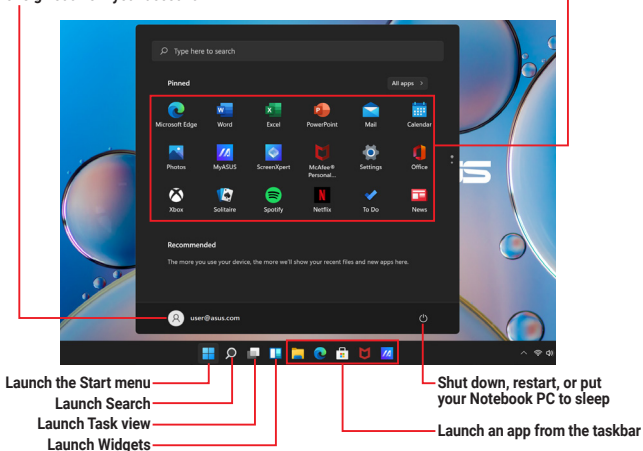 Type here to search
Pinned
All apps >
Microsoft Edge
Word
Excel
PowerPoint
Mail
Calendar
Photos
MyASUS
ScreenXpert
McAfee®
Personal...
Settings
Office
Xbox
Solitaire
Spotify
Netflix
To Do
News
Recommended
The more you use your device, the more we'll show your recent files and new apps here.
user@asus.com
Launch the Start menu
Launch Search
Launch Task view
Launch Widgets
Shut down, restart, or put
your Notebook PC to sleep
Launch an app from the taskbar